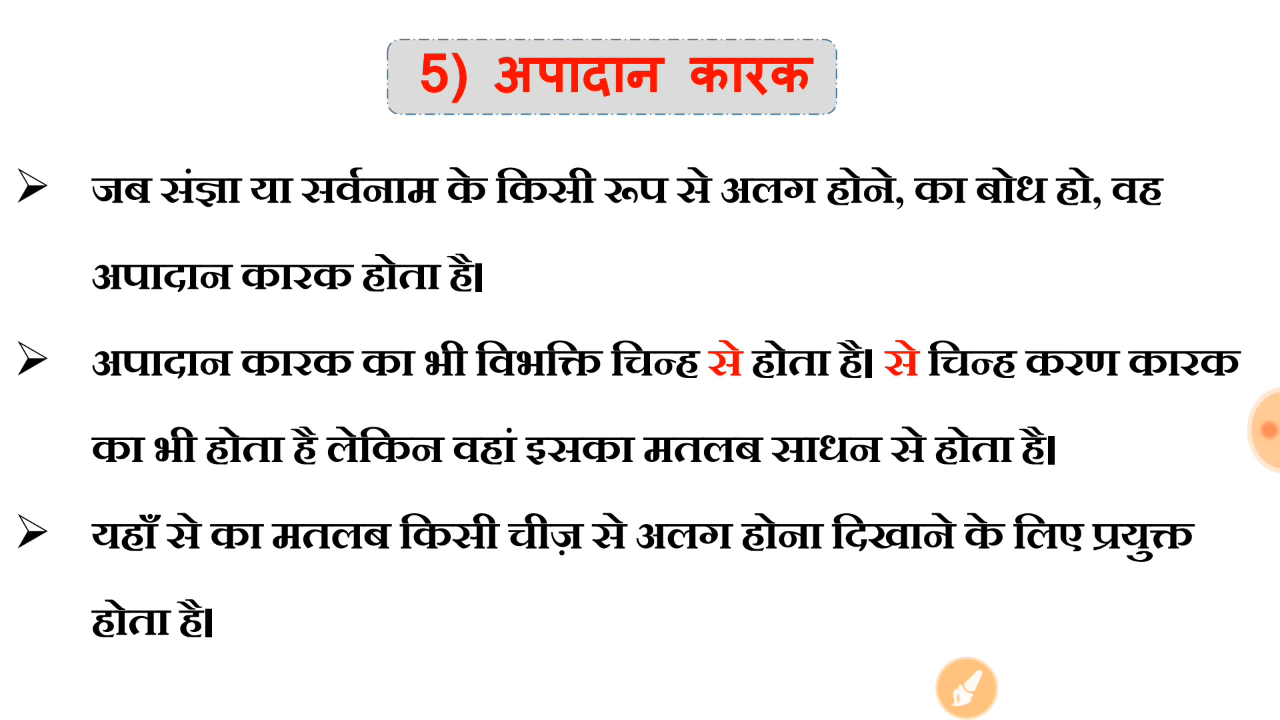 5) अपादान कारक
➢ जब संज्ञा या सर्वनाम के किसी रूप से अलग होने, का बोध हो, वह
अपादान कारक होता है।
➢ अपादान कारक का भी विभक्ति चिन्ह से होता है। से चिन्ह करण कारक
का भी होता है लेकिन वहां इसका मतलब साधन से होता है।
➢ यहाँ से का मतलब किसी चीज़ से अलग होना दिखाने के लिए प्रयुक्त
होता है।